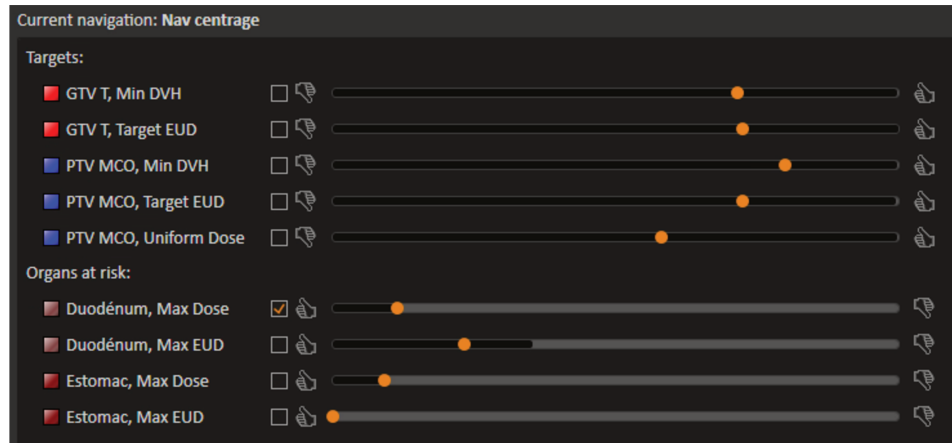 Current navigation: Nav centrage
Targets:
GTV T, Min DVH
GTV T, Target EUD
PTV MCO, Min DVH
PTV MCO, Target EUD
PTV MCO, Uniform Dose
Organs at risk:
Duodénum, Max Dose
Duodénum, Max EUD
Estomac, Max Dose
Estomac, Max EUD